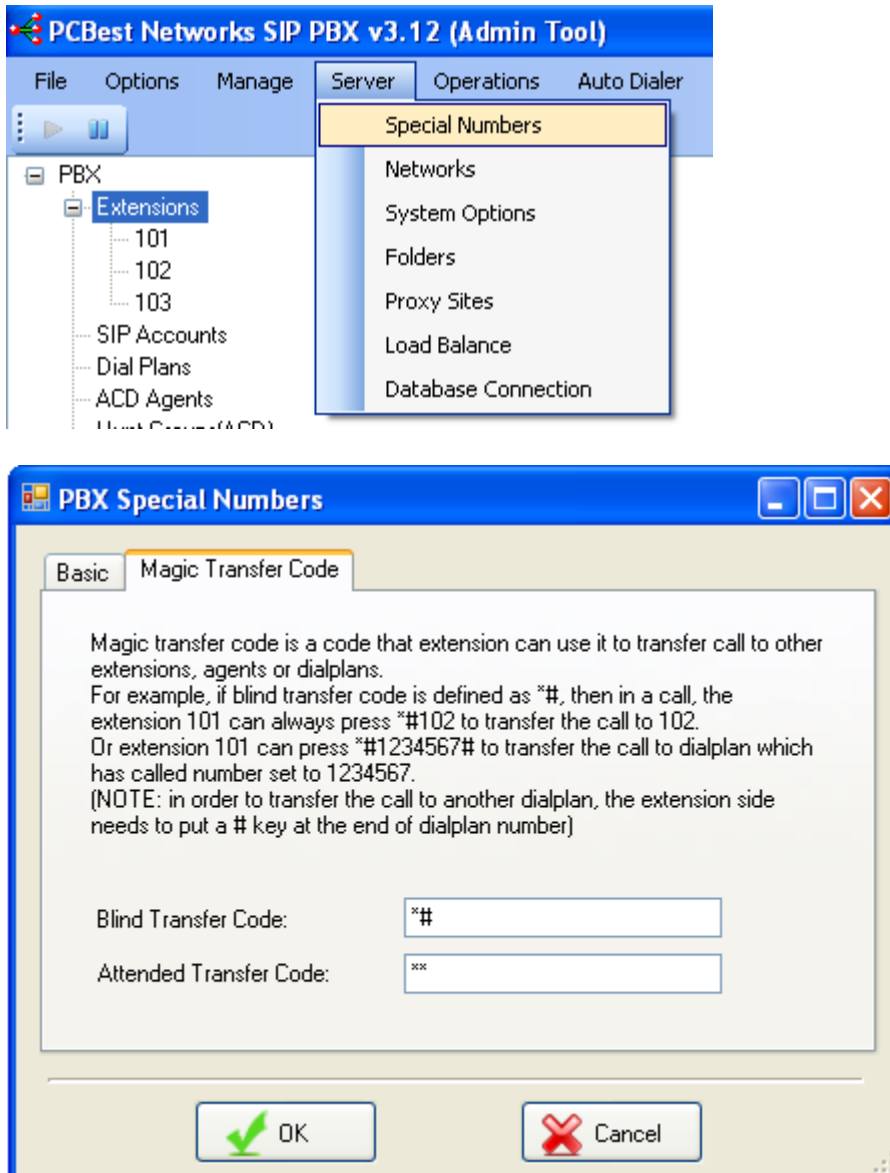 PCBest Networks SIP PBX v3.12 (Admin Tool)
File Options Manage Server Operations Auto Dialer
Special Numbers
Networks
System Options
Folders
Proxy Sites
Load Balance
Database Connection
PBX
Extensions
101
102
103
SIP Accounts
Dial Plans
ACD Agents
Hunt Groups(ACD)
PBX Special Numbers
Basic Magic Transfer Code
Magic transfer code is a code that extension can use it to transfer call to other
extensions, agents or dialplans.
For example, if blind transfer code is defined as *#, then in a call, the
extension 101 can always press *#102 to transfer the call to 102.
Or extension 101 can press *#1234567# to transfer the call to dialplan which
has called number set to 1234567.
(NOTE: in order to transfer the call to another dialplan, the extension side
needs to put a # key at the end of dialplan number)
Blind Transfer Code: *#
Attended Transfer Code: **
OK Cancel